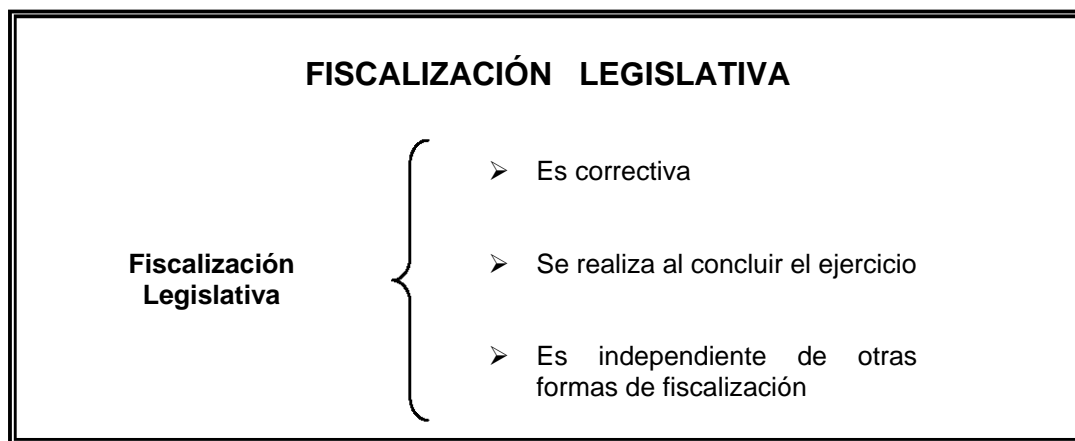 FISCALIZACIÓN LEGISLATIVA
Es correctiva
Fiscalización
Legislativa
Se realiza al concluir el ejercicio
Es independiente de otras
formas de fiscalización